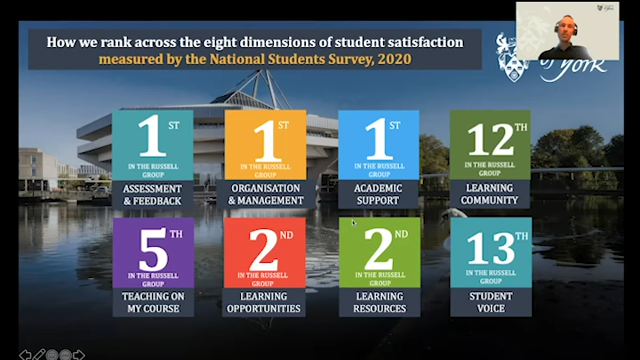 How we rank across the eight dimensions of student satisfaction
measured by the National Students Survey, 2020
of York
1ST
IN THE RUSSELL
GROUP
ASSESSMENT
& FEEDBACK
1ST
IN THE RUSSELL
GROUP
ORGANISATION
& MANAGEMENT
1ST
IN THE RUSSELL
GROUP
ACADEMIC
SUPPORT
12TH
IN THE RUSSELL
GROUP
LEARNING
COMMUNITY
5TH
IN THE RUSSELL
GROUP
TEACHING ON
MY COURSE
2ND
IN THE RUSSELL
GROUP
LEARNING
OPPORTUNITIES
2ND
IN THE RUSSELL
GROUP
LEARNING
RESOURCES
13TH
IN THE RUSSELL
GROUP
STUDENT
VOICE